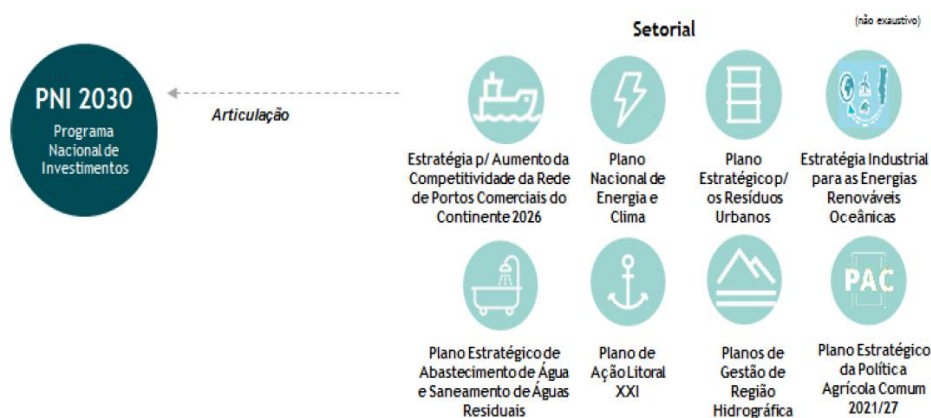 (não exaustivo)
Setorial
PNI 2030
Programa
Nacional de
Investimentos
Articulação
Estratégia p/ Aumento da
Competitividade da Rede
de Portos Comerciais do
Continente 2026
Plano
Nacional de
Energia e
Clima
Plano
Estratégico p/
os Resíduos
Urbanos
Estratégia Industrial
para as Energias
Renováveis
Oceânicas
PAC
Plano Estratégico de
Abastecimento de Água
e Saneamento de Águas
Residuais
Plano de
Ação Litoral
XXI
Planos de
Gestão de
Região
Hidrográfica
Plano Estratégico
da Política
Agrícola Comum
2021/27